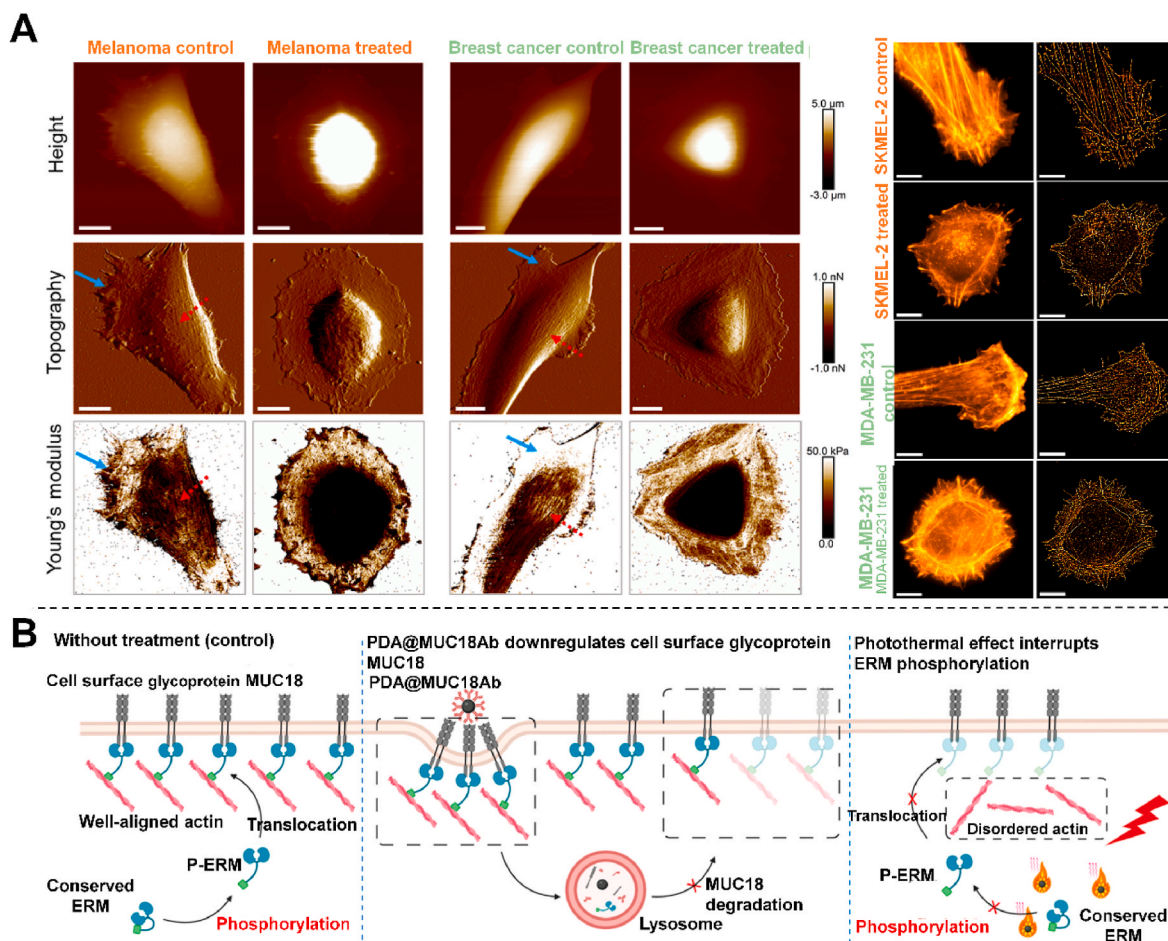 A
Melanoma control
Melanoma treated
Breast cancer control
Breast cancer treated
Height
5.0 µm
-3.0 µm
Topography
1.0 nN
-1.0 nN
Young's modulus
50.0 kPa
0.0
SKMEL-2 control
SKMEL-2 treated
MDA-MB-231
control
MDA-MB-231
MDA-MB-231 treated
B
Without treatment (control)
Cell surface glycoprotein MUC18
Well-aligned actin
Translocation
P-ERM
Conserved
ERM
Phosphorylation
PDA@MUC18Ab downregulates cell surface glycoprotein
MUC18
PDA@MUC18Ab
Lysosome
MUC18
degradation
Photothermal effect interrupts
ERM phosphorylation
Translocation
Disordered actin
P-ERM
Phosphorylation
Conserved
ERM